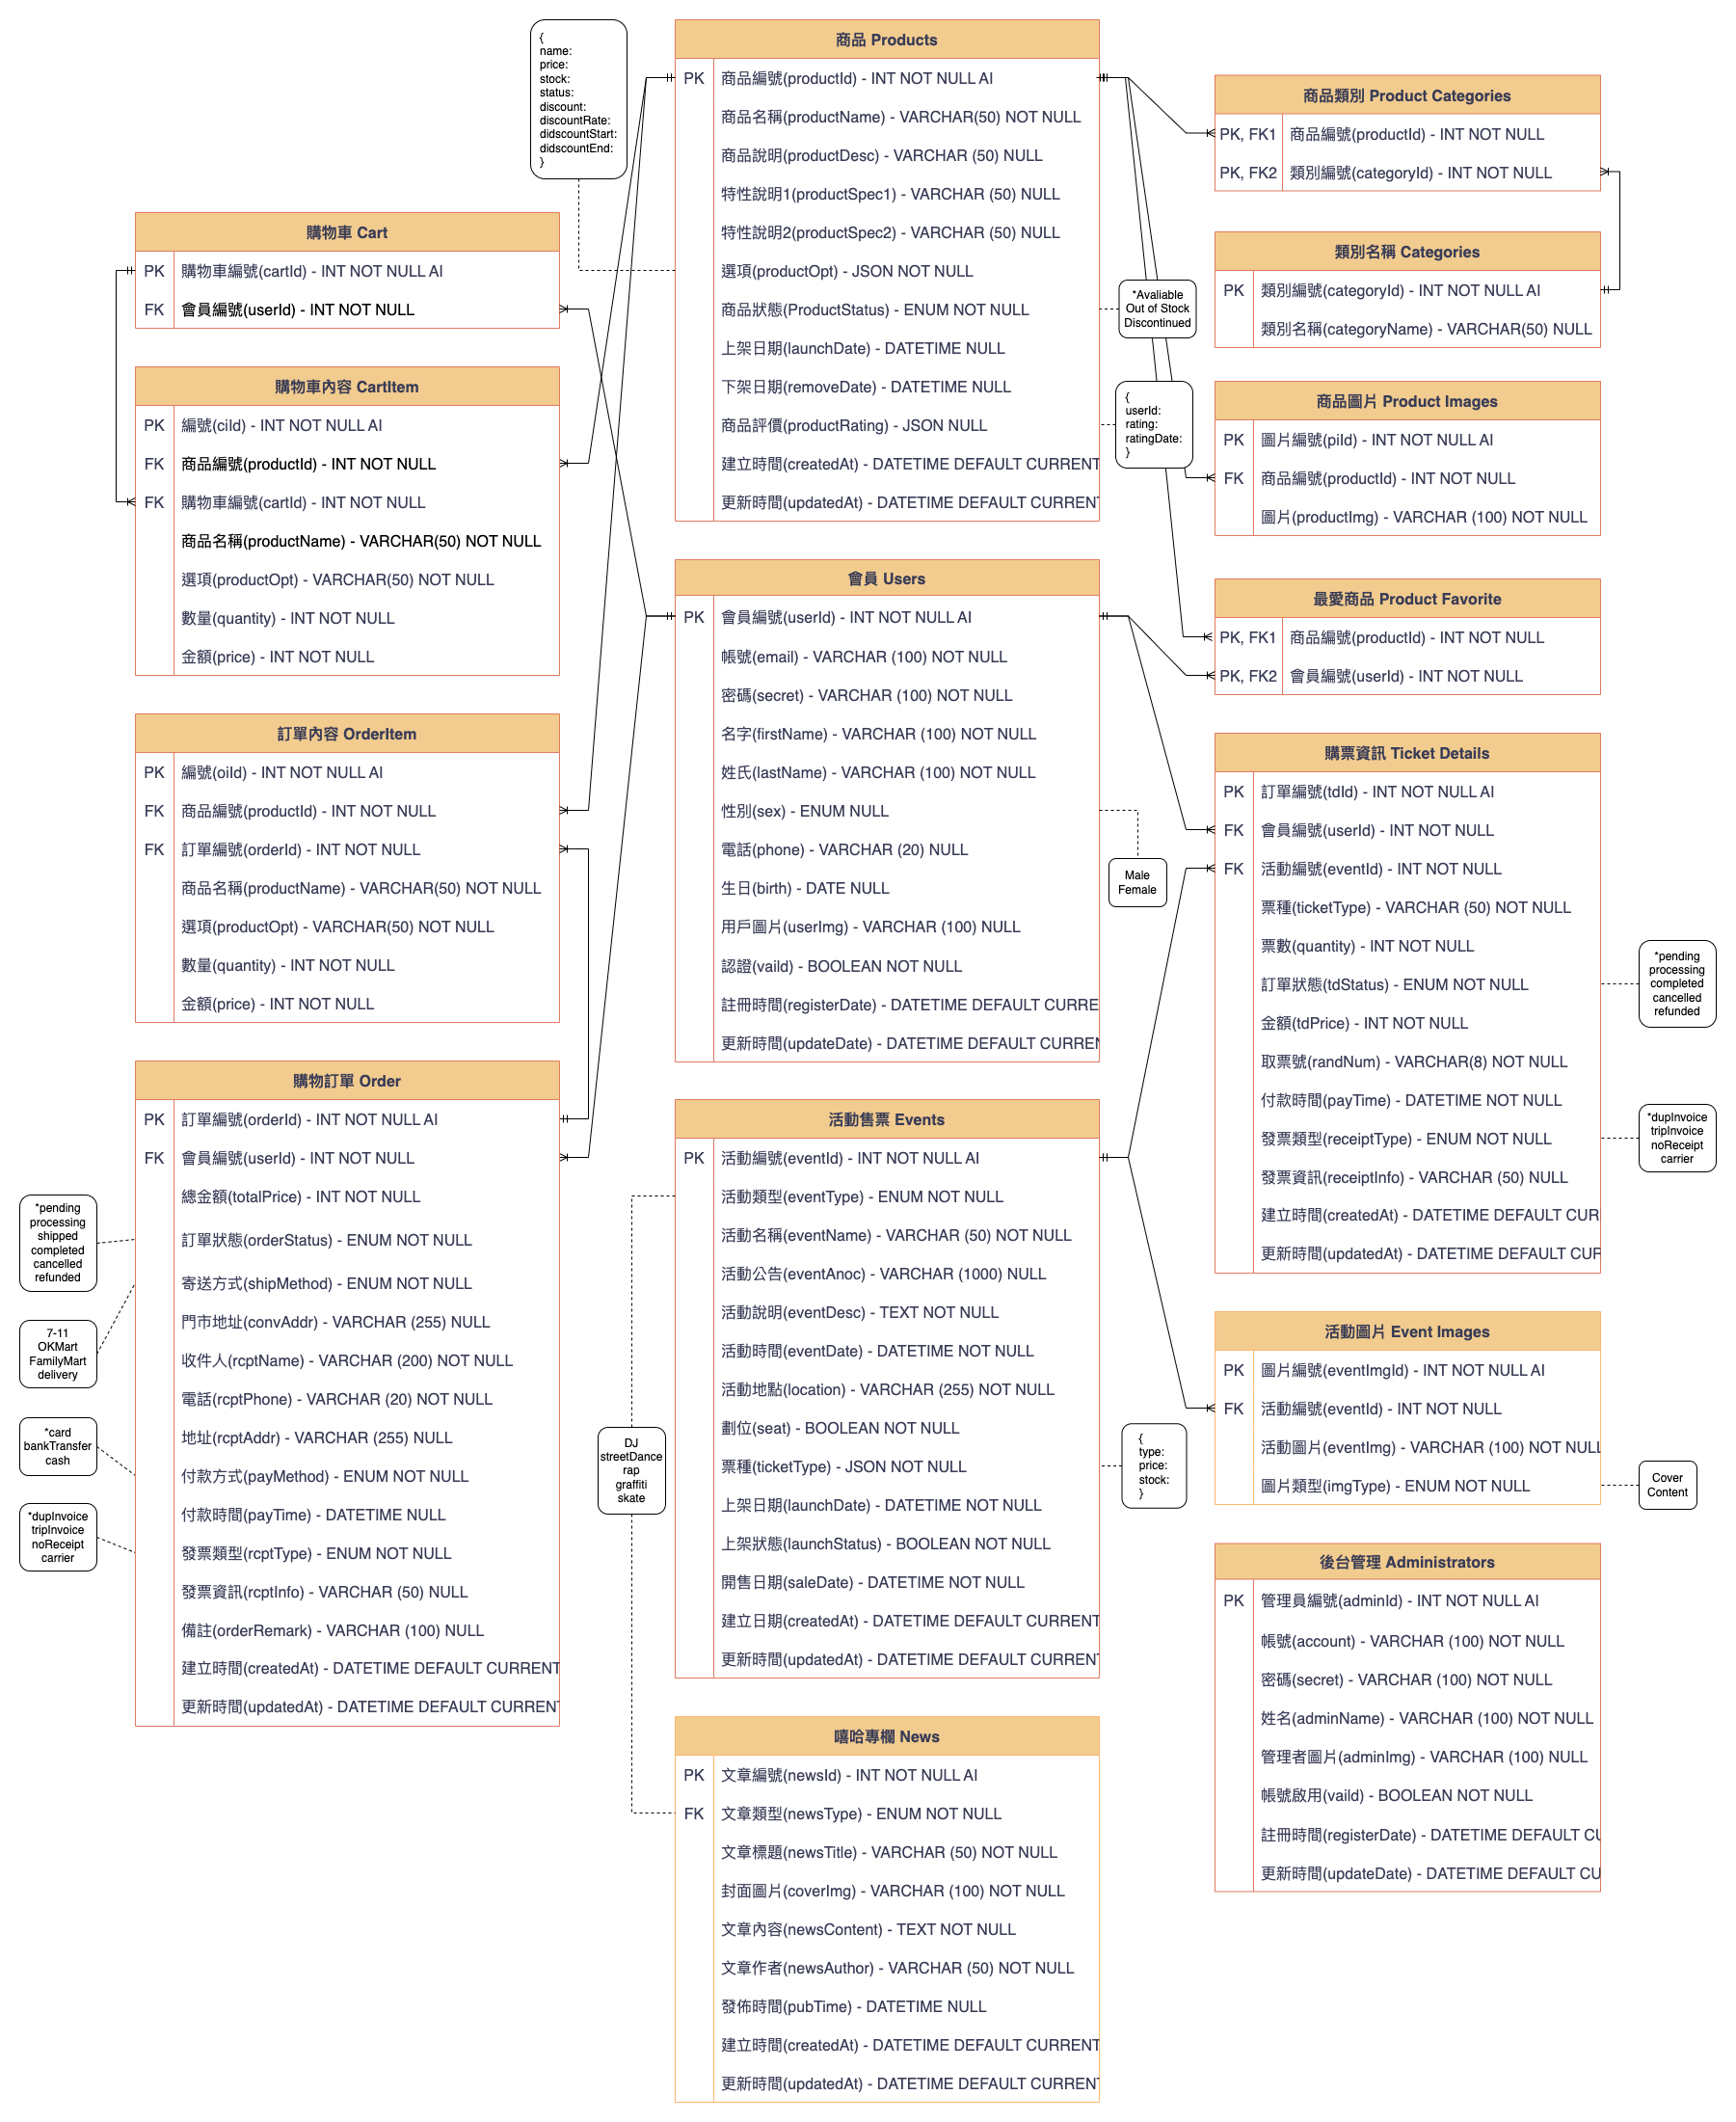 {
name:
price:
stock:
status:
discount:
discountRate:
didscountStart:
didscountEnd:
}
購物車 Cart
PK 購物車編號(cartId) - INT NOT NULL AI
FK 會員編號(userId) - INT NOT NULL
購物車內容 CartItem
PK 編號(ciId) - INT NOT NULL AI
FK 商品編號(productId) - INT NOT NULL
FK 購物車編號(cartId) - INT NOT NULL
商品名稱(productName) - VARCHAR(50) NOT NULL
選項(productOpt) - VARCHAR(50) NOT NULL
數量(quantity) - INT NOT NULL
金額(price) - INT NOT NULL
訂單內容 OrderItem
PK 編號(oiId) - INT NOT NULL AI
FK 商品編號(productId) - INT NOT NULL
FK 訂單編號(orderId) - INT NOT NULL
商品名稱(productName) - VARCHAR(50) NOT NULL
選項(productOpt) - VARCHAR(50) NOT NULL
數量(quantity) - INT NOT NULL
金額(price) - INT NOT NULL
購物訂單 Order
PK 訂單編號(orderId) - INT NOT NULL AI
FK 會員編號(userId) - INT NOT NULL
總金額(totalPrice) - INT NOT NULL
訂單狀態(orderStatus) - ENUM NOT NULL
寄送方式(shipMethod) - ENUM NOT NULL
門市地址(convAddr) - VARCHAR (255) NULL
收件人(rcptName) - VARCHAR (200) NOT NULL
電話(rcptPhone) - VARCHAR (20) NOT NULL
地址(rcptAddr) - VARCHAR (255) NULL
付款方式(payMethod) - ENUM NOT NULL
付款時間(payTime) - DATETIME NULL
發票類型(rcptType) - ENUM NOT NULL
發票資訊(rcptInfo) - VARCHAR (50) NULL
備註(orderRemark) - VARCHAR (100) NULL
建立時間(createdAt) - DATETIME DEFAULT CURRENT
更新時間(updatedAt) - DATETIME DEFAULT CURRENT
*pending
processing
shipped
completed
cancelled
refunded
7-11
OKMart
FamilyMart
delivery
*card
bankTransfer
cash
*dupInvoice
tripInvoice
noReceipt
carrier
商品 Products
PK 商品編號(productId) - INT NOT NULL AI
商品名稱(productName) - VARCHAR(50) NOT NULL
商品說明(productDesc) - VARCHAR (50) NULL
特性說明1(productSpec1) - VARCHAR (50) NULL
特性說明2(productSpec2) - VARCHAR (50) NULL
選項(productOpt) - JSON NOT NULL
商品狀態(ProductStatus) - ENUM NOT NULL
上架日期(launchDate) - DATETIME NULL
下架日期(removeDate) - DATETIME NULL
商品評價(productRating) - JSON NULL
建立時間(createdAt) - DATETIME DEFAULT CURRENT
更新時間(updatedAt) - DATETIME DEFAULT CURRENT
*Avaliable
Out of Stock
Discontinued
{
userId:
rating:
ratingDate:
}
會員 Users
PK 會員編號(userId) - INT NOT NULL AI
帳號(email) - VARCHAR (100) NOT NULL
密碼(secret) - VARCHAR (100) NOT NULL
名字(firstName) - VARCHAR (100) NOT NULL
姓氏(lastName) - VARCHAR (100) NOT NULL
性別(sex) - ENUM NULL
電話(phone) - VARCHAR (20) NULL
生日(birth) - DATE NULL
用戶圖片(userImg) - VARCHAR (100) NULL
認證(vaild) - BOOLEAN NOT NULL
註冊時間(registerDate) - DATETIME DEFAULT CURRE
更新時間(updateDate) - DATETIME DEFAULT CURREN
Male
Female
活動售票 Events
PK 活動編號(eventId) - INT NOT NULL AI
活動類型(eventType) - ENUM NOT NULL
活動名稱(eventName) - VARCHAR (50) NOT NULL
活動公告(eventAnoc) - VARCHAR (1000) NULL
活動說明(eventDesc) - TEXT NOT NULL
活動時間(eventDate) - DATETIME NOT NULL
活動地點(location) - VARCHAR (255) NOT NULL
劃位(seat) - BOOLEAN NOT NULL
票種(ticketType) - JSON NOT NULL
上架日期(launchDate) - DATETIME NOT NULL
上架狀態(launchStatus) - BOOLEAN NOT NULL
開售日期(saleDate) - DATETIME NOT NULL
建立日期(createdAt) - DATETIME DEFAULT CURRENT
更新時間(updatedAt) - DATETIME DEFAULT CURRENT
DJ
streetDance
rap
graffiti
skate
{
type:
price:
stock:
}
嘻哈專欄 News
PK 文章編號(newsId) - INT NOT NULL AI
FK 文章類型(newsType) - ENUM NOT NULL
文章標題(newsTitle) - VARCHAR (50) NOT NULL
封面圖片(coverImg) - VARCHAR (100) NOT NULL
文章內容(newsContent) - TEXT NOT NULL
文章作者(newsAuthor) - VARCHAR (50) NOT NULL
發佈時間(pubTime) - DATETIME NULL
建立時間(createdAt) - DATETIME DEFAULT CURRENT
更新時間(updatedAt) - DATETIME DEFAULT CURRENT
商品類別 Product Categories
PK, FK1 商品編號(productId) - INT NOT NULL
PK, FK2 類別編號(categoryId) - INT NOT NULL
類別名稱 Categories
PK 類別編號(categoryId) - INT NOT NULL AI
類別名稱(categoryName) - VARCHAR(50) NULL
商品圖片 Product Images
PK 圖片編號(piId) - INT NOT NULL AI
FK 商品編號(productId) - INT NOT NULL
圖片(productImg) - VARCHAR (100) NOT NULL
最愛商品 Product Favorite
PK, FK1 商品編號(productId) - INT NOT NULL
PK, FK2 會員編號(userId) - INT NOT NULL
購票資訊 Ticket Details
PK 訂單編號(tdId) - INT NOT NULL AI
FK 會員編號(userId) - INT NOT NULL
FK 活動編號(eventId) - INT NOT NULL
票種(ticketType) - VARCHAR (50) NOT NULL
票數(quantity) - INT NOT NULL
訂單狀態(tdStatus) - ENUM NOT NULL
金額(tdPrice) - INT NOT NULL
取票號(randNum) - VARCHAR(8) NOT NULL
付款時間(payTime) - DATETIME NOT NULL
發票類型(receiptType) - ENUM NOT NULL
發票資訊(receiptInfo) - VARCHAR (50) NULL
建立時間(createdAt) - DATETIME DEFAULT CUR
更新時間(updatedAt) - DATETIME DEFAULT CUR
*pending
processing
completed
cancelled
refunded
*dupInvoice
tripInvoice
noReceipt
carrier
活動圖片 Event Images
PK 圖片編號(eventImgId) - INT NOT NULL AI
FK 活動編號(eventId) - INT NOT NULL
活動圖片(eventImg) - VARCHAR (100) NOT NULL
圖片類型(imgType) - ENUM NOT NULL
Cover
Content
後台管理 Administrators
PK 管理員編號(adminId) - INT NOT NULL AI
帳號(account) - VARCHAR (100) NOT NULL
密碼(secret) - VARCHAR (100) NOT NULL
姓名(adminName) - VARCHAR (100) NOT NULL
管理者圖片(adminImg) - VARCHAR (100) NULL
帳號啟用(vaild) - BOOLEAN NOT NULL
註冊時間(registerDate) - DATETIME DEFAULT CU
更新時間(updateDate) - DATETIME DEFAULT CU